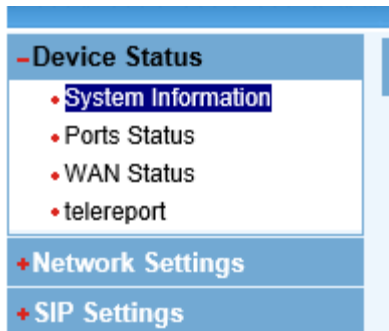 Device Status
System Information
Ports Status
WAN Status
telereport
Network Settings
SIP Settings